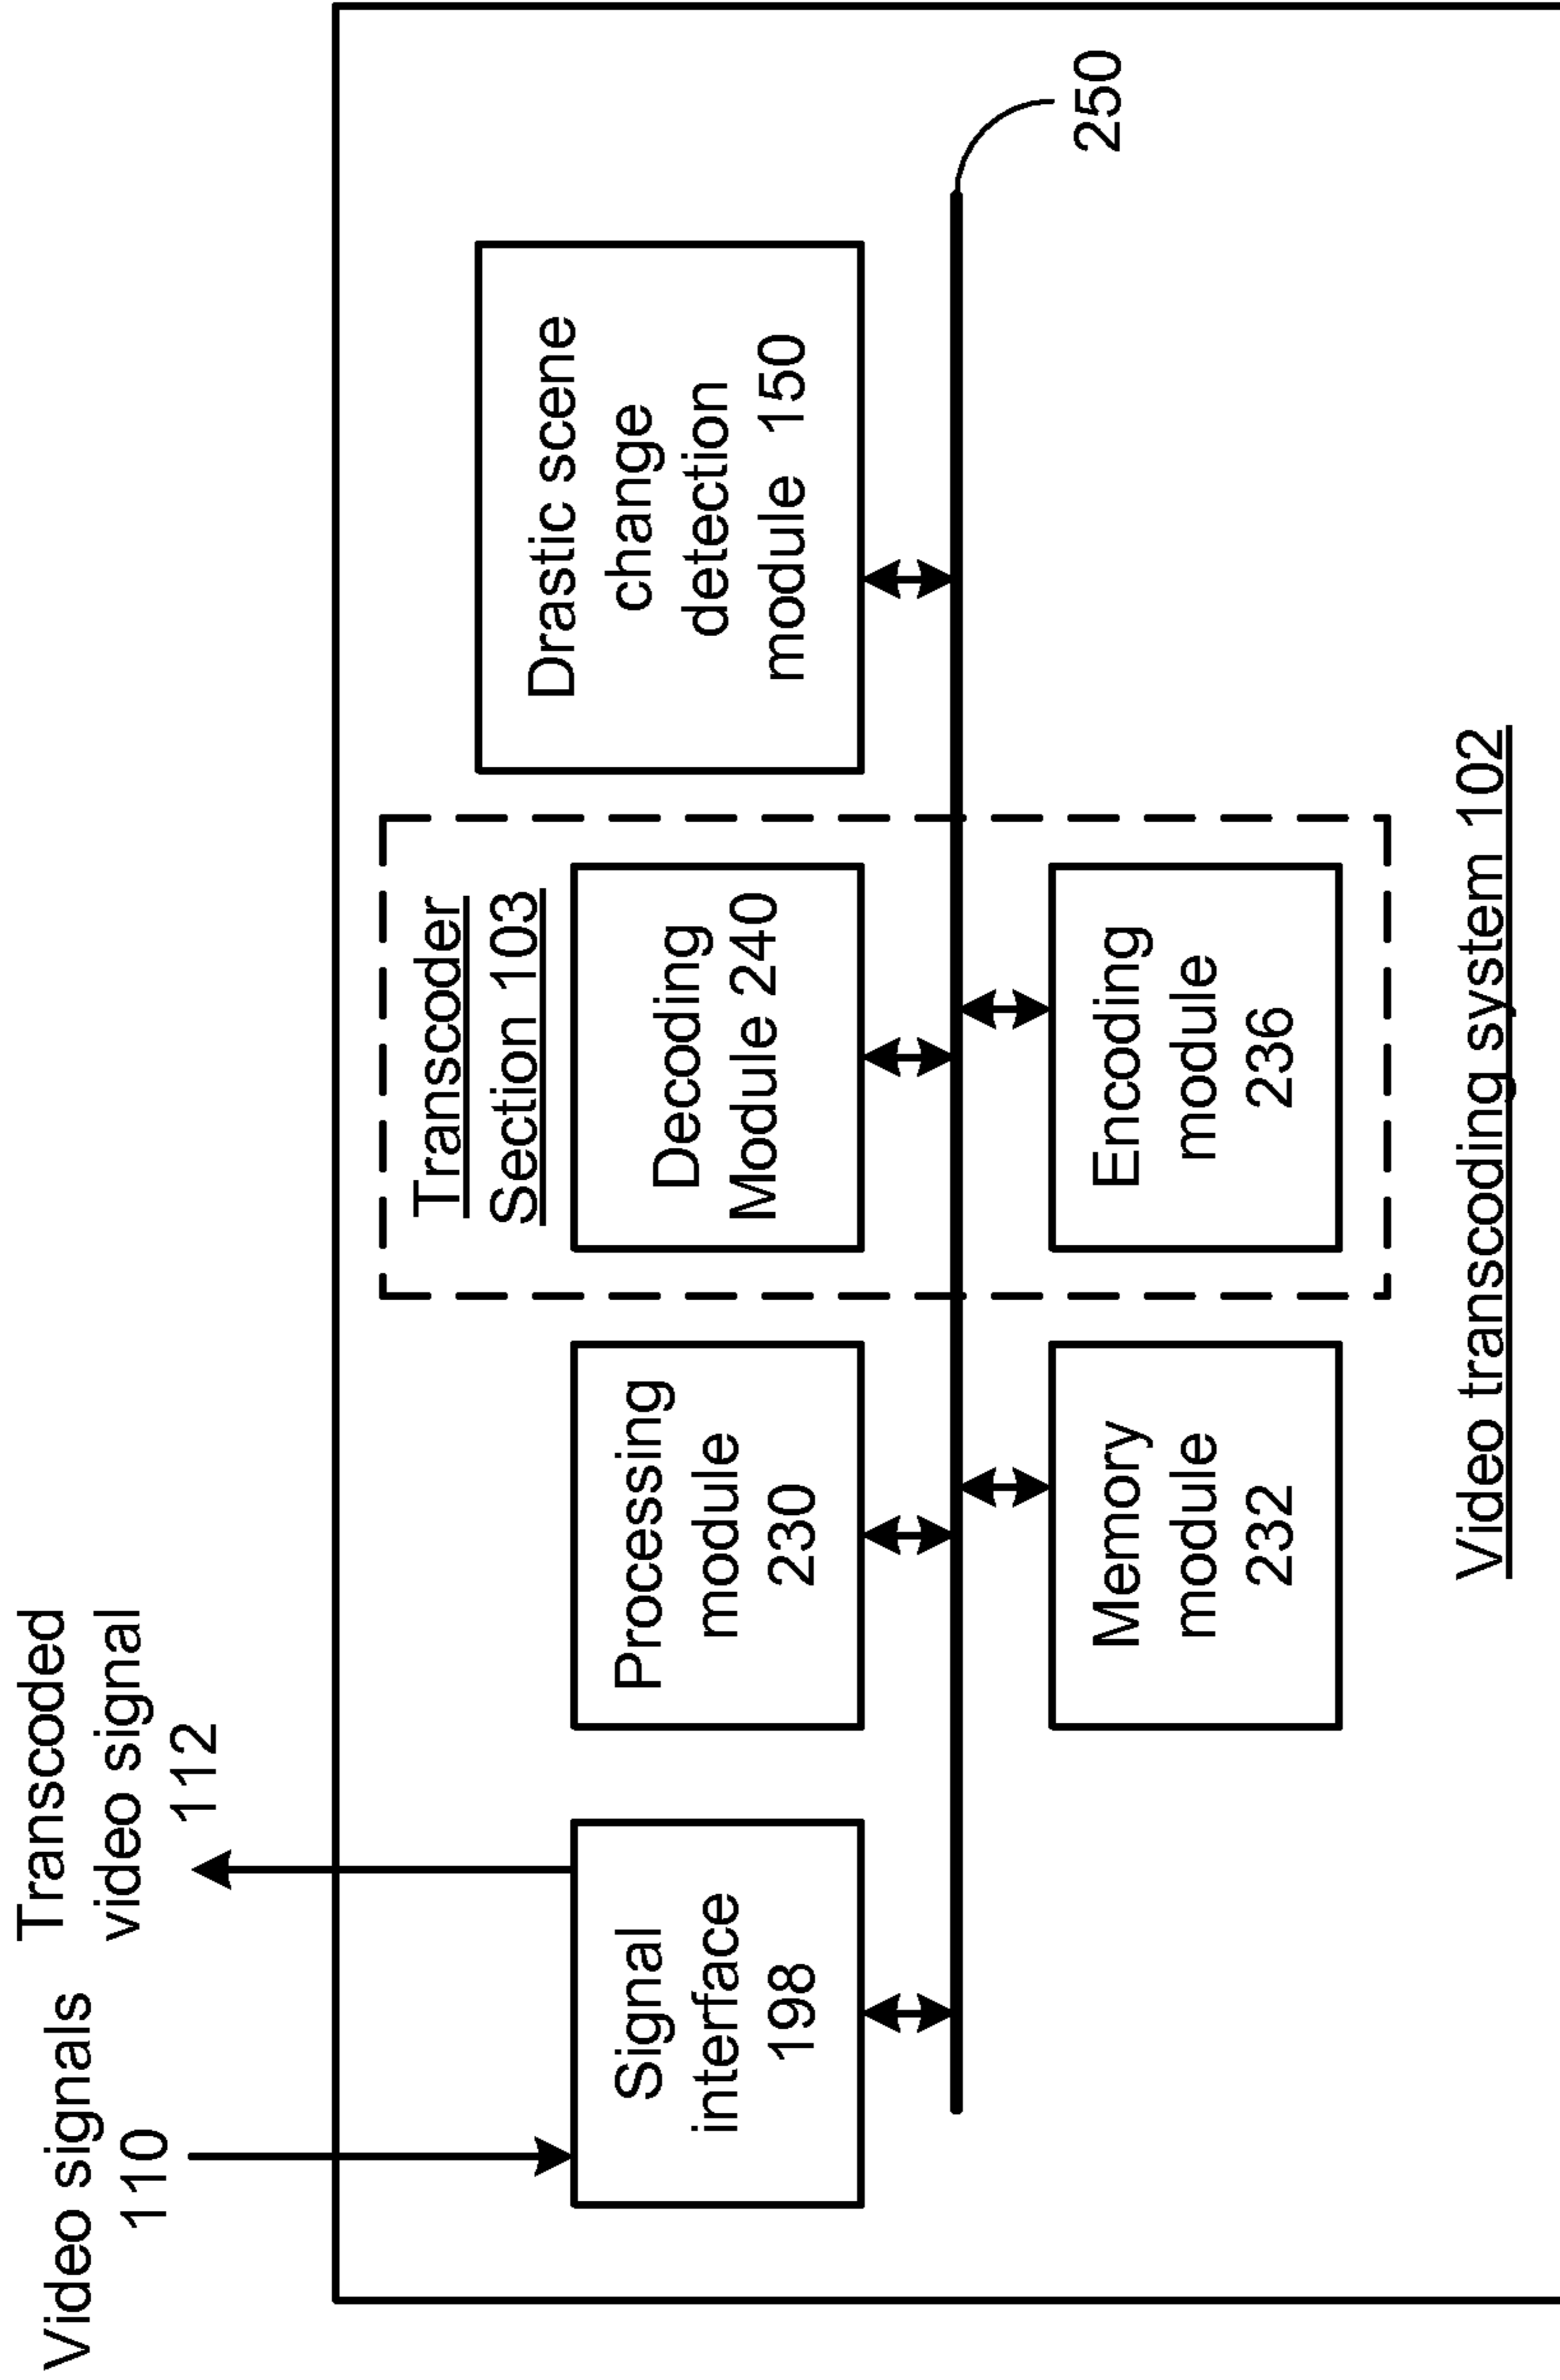 Video signals
110
Transcoded
video signal
112
Signal
interface
198
Processing
module
230
Transcoder
Section 103
Decoding
Module 240
Drastic scene
change
detection
module 150
250
Memory
module
232
Encoding
module
236
Video transcoding system 102